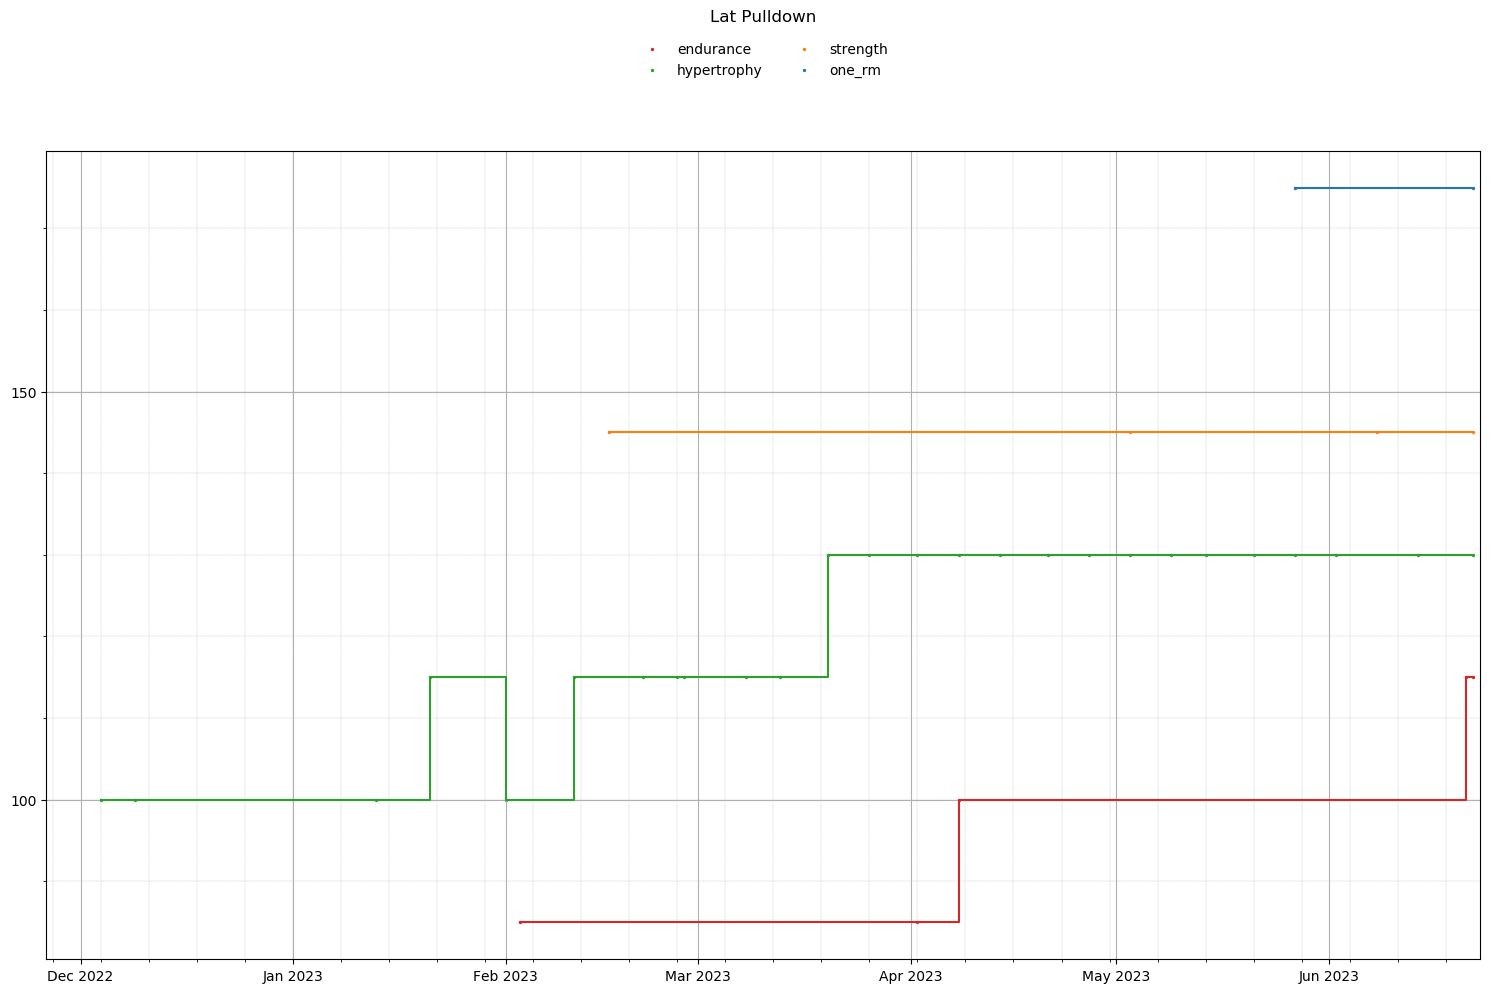 Lat Pulldown
endurance strength
hypertrophy one_rm
150
100
Dec 2022 Jan 2023 Feb 2023 Mar 2023 Apr 2023 May 2023 Jun 2023